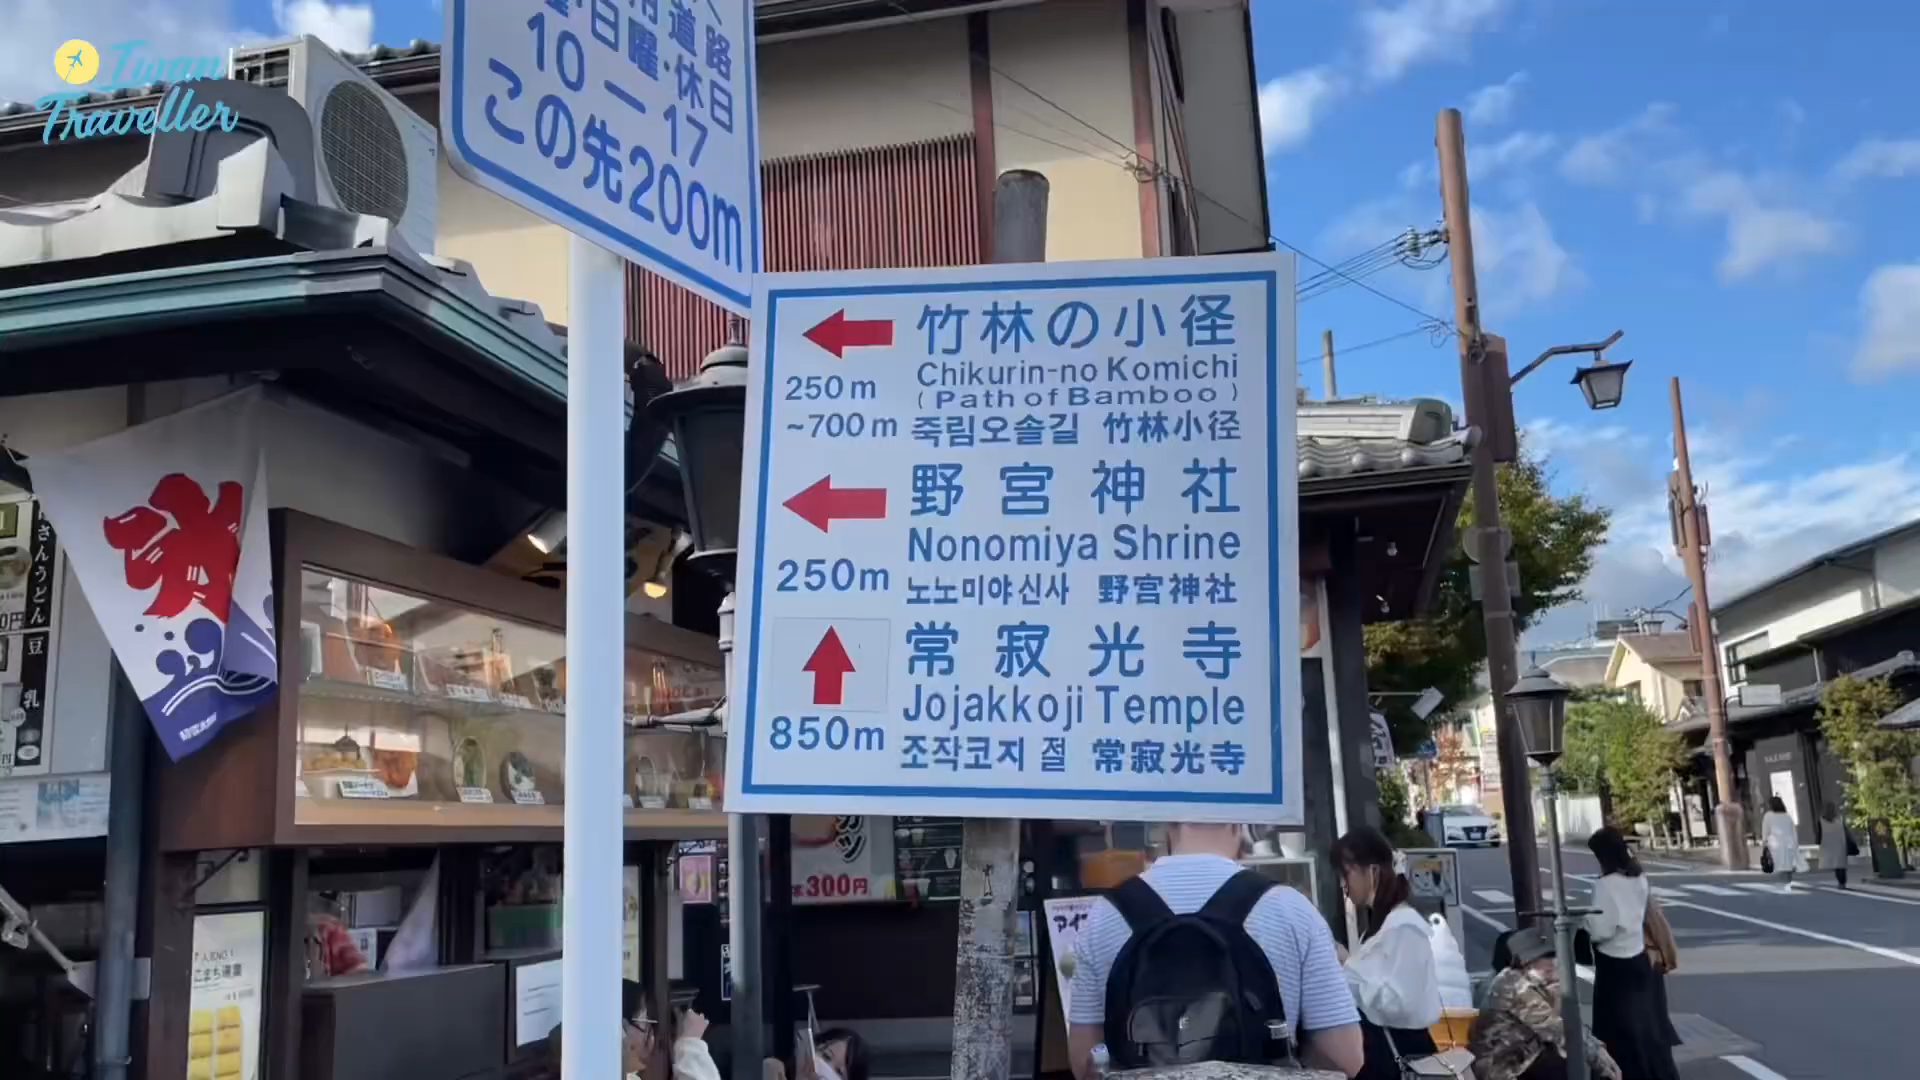 Iwan
Traveller
用道路
日曜・休日
10ー17
この先200m
竹林の小径
Chikurin-no Komichi
(Path of Bamboo)
250m
~700m
죽림오솔길 竹林小径
野宮神社
Nonomiya Shrine
250m
노노미야신사 野宮神社
常寂光寺
Jojakkoji Temple
850m
조작코지 절 常寂光寺
300円